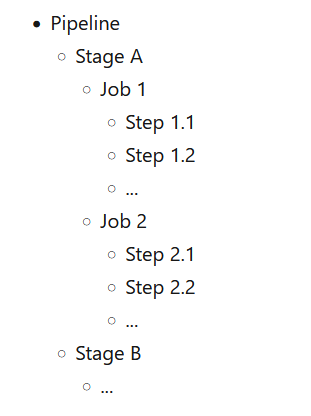 Pipeline
Stage A
Job 1
Step 1.1
Step 1.2
...
Job 2
Step 2.1
Step 2.2
...
Stage B
...